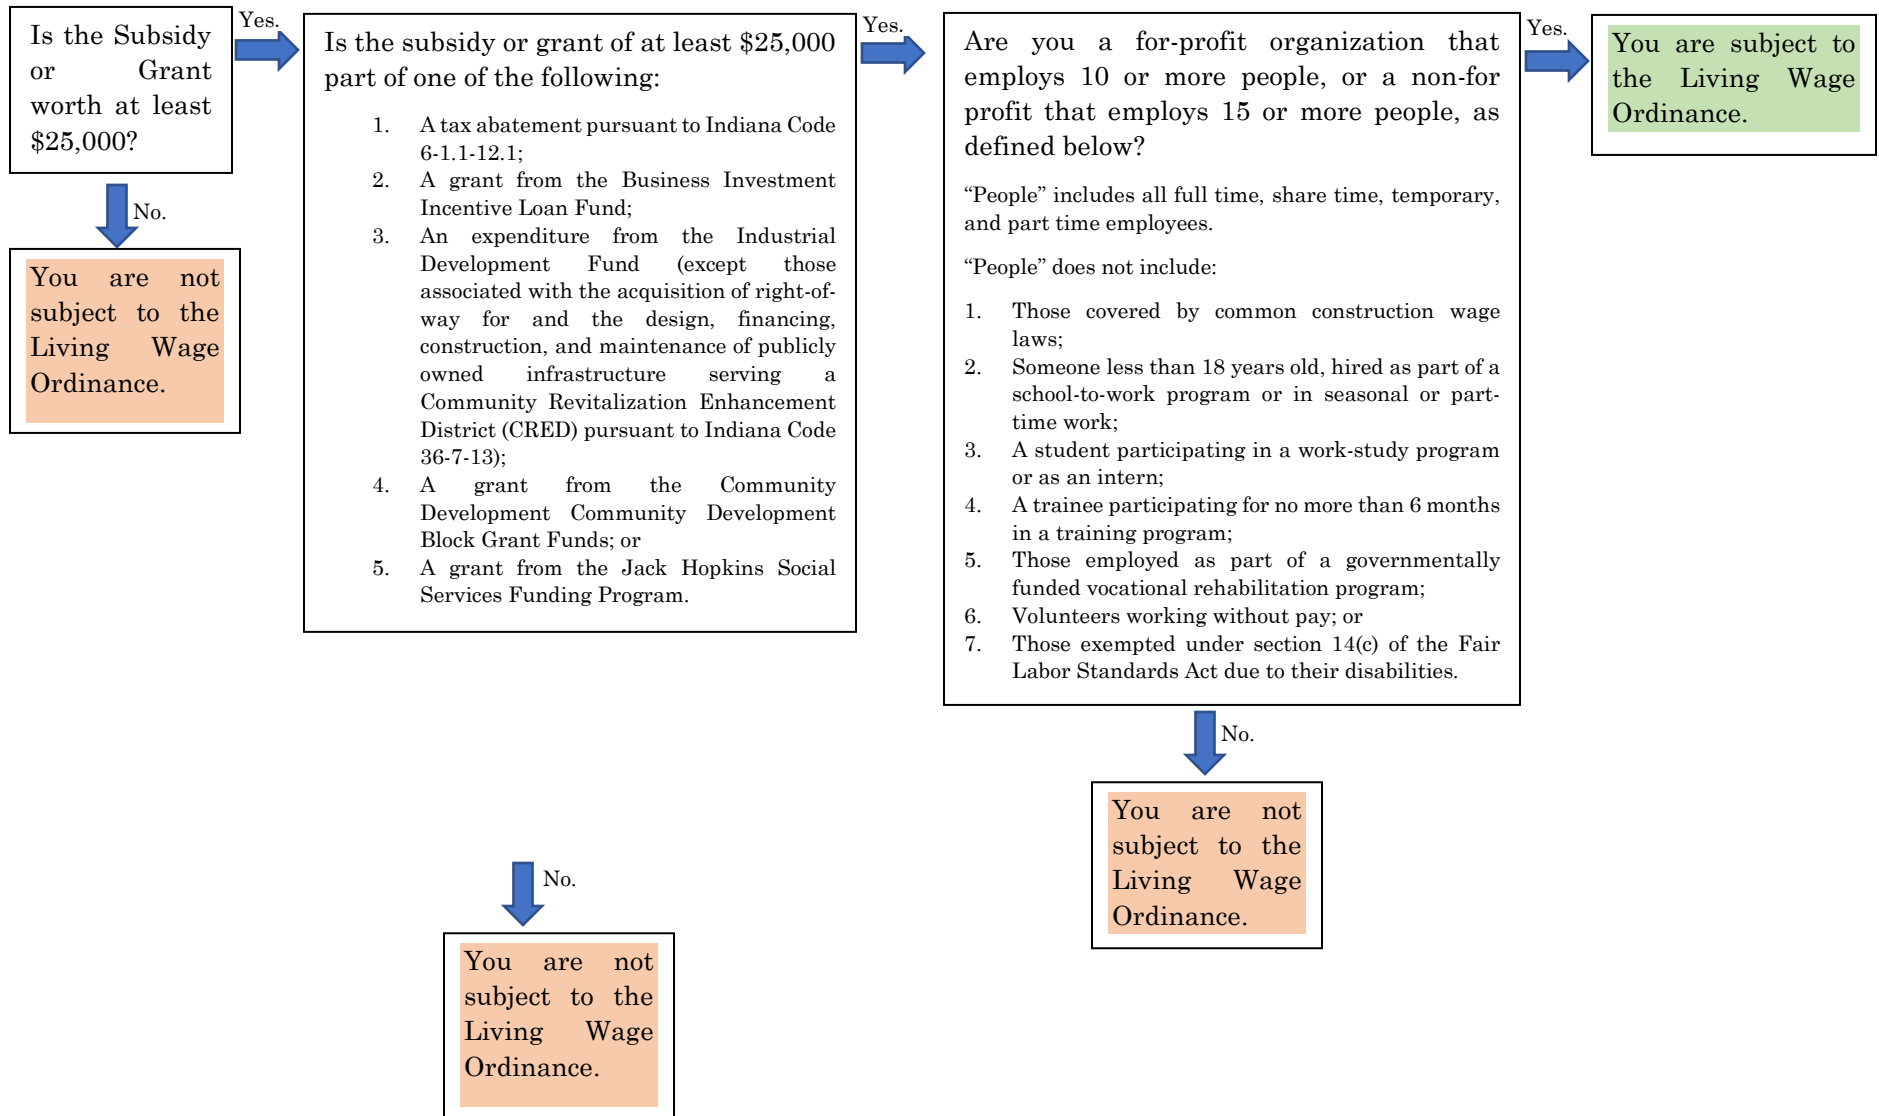 Is the Subsidy
or Grant
worth at least
$25,000?
Yes.
No.
You are not
subject to the
Living Wage
Ordinance.
Is the subsidy or grant of at least $25,000
part of one of the following:
1. A tax abatement pursuant to Indiana Code
6-1.1-12.1;
2. A grant from the Business Investment
Incentive Loan Fund;
3. An expenditure from the Industrial
Development Fund (except those
associated with the acquisition of right-of-
way for and the design, financing,
construction, and maintenance of publicly
owned infrastructure serving a
Community Revitalization Enhancement
District (CRED) pursuant to Indiana Code
36-7-13);
4. A grant from the Community
Development Community Development
Block Grant Funds; or
5. A grant from the Jack Hopkins Social
Services Funding Program.
Yes.
No.
You are not
subject to the
Living Wage
Ordinance.
Are you a for-profit organization that
employs 10 or more people, or a non-for
profit that employs 15 or more people, as
defined below?
“People” includes all full time, share time, temporary,
and part time employees.
“People” does not include:
1. Those covered by common construction wage
laws;
2. Someone less than 18 years old, hired as part of a
school-to-work program or in seasonal or part-
time work;
3. A student participating in a work-study program
or as an intern;
4. A trainee participating for no more than 6 months
in a training program;
5. Those employed as part of a governmentally
funded vocational rehabilitation program;
6. Volunteers working without pay; or
7. Those exempted under section 14(c) of the Fair
Labor Standards Act due to their disabilities.
Yes.
No.
You are not
subject to the
Living Wage
Ordinance.
You are subject to
the Living Wage
Ordinance.